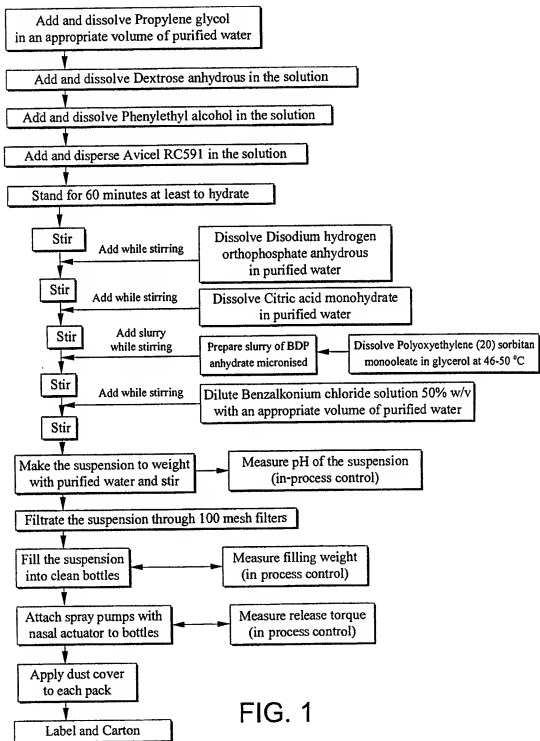 Add and dissolve Propylene glycol
in an appropriate volume of purified water
Add and dissolve Dextrose anhydrous in the solution
Add and dissolve Phenylethyl alcohol in the solution
Add and disperse Avicel RC591 in the solution
Stand for 60 minutes at least to hydrate
Stir
Add while stirring
Dissolve Disodium hydrogen
orthophosphate anhydrous
in purified water
Stir
Add while stirring
Dissolve Citric acid monohydrate
in purified water
Stir
Add slurry
while stirring
Prepare slurry of BDP
anhydrate micronised
Dissolve Polyoxyethylene (20) sorbitan
monooleate in glycerol at 46-50 °C
Stir
Add while stirring
Dilute Benzalkonium chloride solution 50% w/v
with an appropriate volume of purified water
Stir
Make the suspension to weight
with purified water and stir
Measure pH of the suspension
(in-process control)
Filtrate the suspension through 100 mesh filters
Fill the suspension
into clean bottles
Measure filling weight
(in process control)
Attach spray pumps with
nasal actuator to bottles
Measure release torque
(in process control)
Apply dust cover
to each pack
Label and Carton
FIG. 1